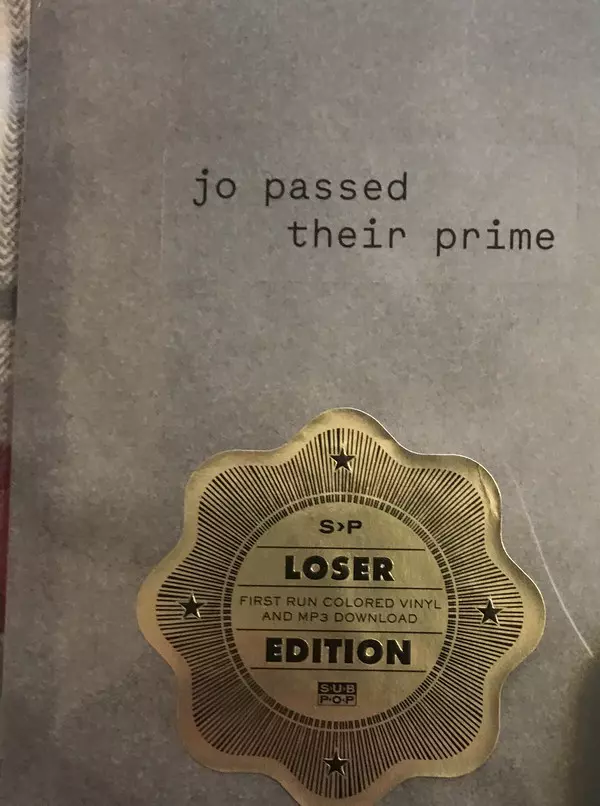 jo passed
their prime
S>P
LOSER
FIRST RUN COLORED VINYL
AND MP3 DOWNLOAD
EDITION
SUB
POP